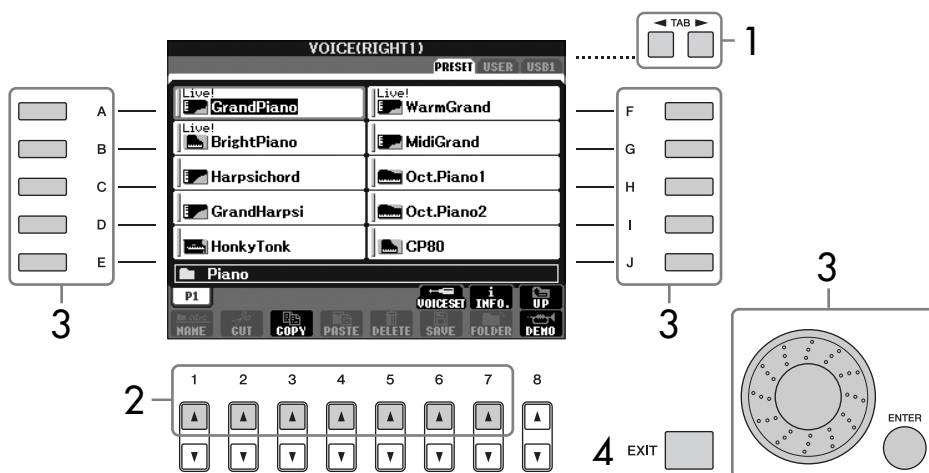 ◄ TAB ►
1
VOICE(RIGHT1)
PRESET USER USB1
A
B
C
D
E
3
Live!
GrandPiano
Live!
WarmGrand
Live!
BrightPiano
MidiGrand
Harpsichord
Oct.Piano1
GrandHarpsi
Oct.Piano2
HonkyTonk
CP80
Piano
P1
VOICESET INFO. UP
NAME CUT COPY PASTE DELETE SAVE FOLDER DEMO
F
G
H
I
J
3
3
2
1 2 3 4 5 6 7 8
4 EXIT
ENTER